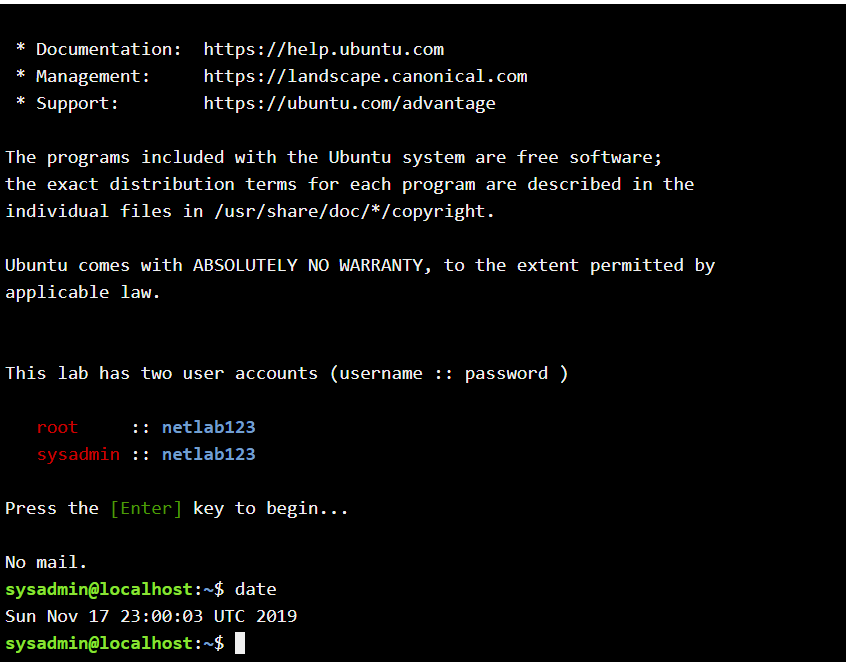 * Documentation:  https://help.ubuntu.com
 * Management:     https://landscape.canonical.com
 * Support:        https://ubuntu.com/advantage

The programs included with the Ubuntu system are free software;
the exact distribution terms for each program are described in the
individual files in /usr/share/doc/*/copyright.

Ubuntu comes with ABSOLUTELY NO WARRANTY, to the extent permitted by
applicable law.


This lab has two user accounts (username :: password )

   root     :: netlab123
   sysadmin :: netlab123

Press the [Enter] key to begin...

No mail.
sysadmin@localhost:~$ date
Sun Nov 17 23:00:03 UTC 2019
sysadmin@localhost:~$